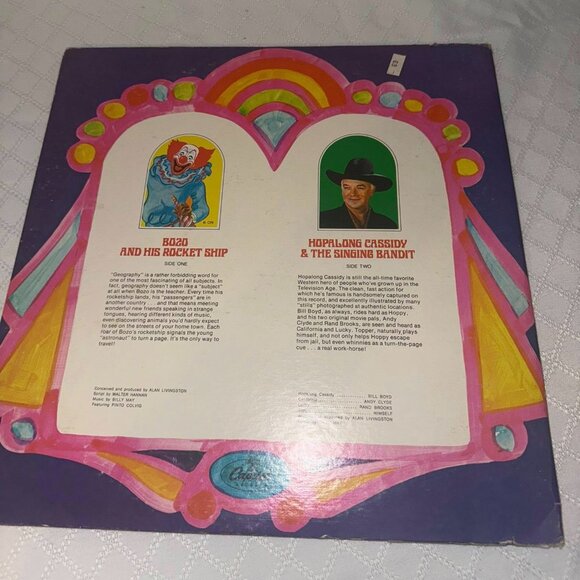 BOZO
AND HIS ROCKET SHIP
SIDE ONE
"Geography" is a rather forbidding word for
one of the most fascinating of all subjects. In
fact, geography doesn't seem like a "subject"
at all when Bozo is the teacher. Every time his
rocketship lands, his "passengers" are in
another country . . . and that means meeting
wonderful new friends speaking in strange
tongues, hearing different kinds of music,
even discovering animals you'd hardly expect
to see on the streets of your home town. Each
roar of Bozo's rocketship signals the young
"astronaut" to turn a page. It's the only way
to travel!
Conceived and produced by ALAN LIVINGSTON
Script by WALTER HANNAN
Music by BILLY MAY
Featuring PINTO COLVIG
HOPALONG CASSIDY
& THE SINGING BANDIT
SIDE TWO
Hopalong Cassidy is still the all-time favorite
Western hero of people who've grown up in the
Television Age. The clean, fast action for which
he's famous is handsomely captured on
this record, and excellently illustrated by many
"stills" photographed at authentic locations.
Bill Boyd, as always, rides hard as Hoppy,
and his two original movie pals, Andy
Clyde and Rand Brooks, are seen and heard as
California and Lucky. Topper, naturally, plays
himself, and not only helps Hoppy escape
from jail, but even whinnies as a turn-the-page
cue . . . a real work-horse!
Hopalong Cassidy BILL BOYD
ANDY CLYDE
RAND BROOKS
HIMSELF
by ALAN LIVINGSTON
Capitol